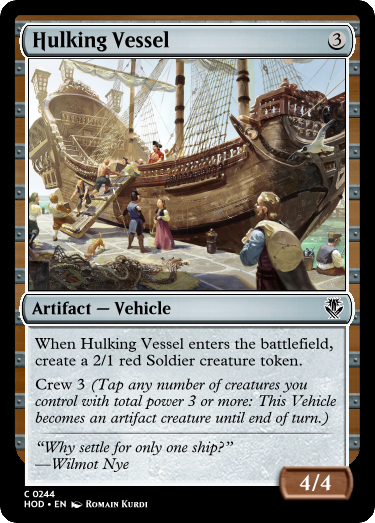 Hulking Vessel
3
Artifact — Vehicle
When Hulking Vessel enters the battlefield,
create a 2/1 red Soldier creature token.
Crew 3 (Tap any number of creatures you
control with total power 3 or more: This Vehicle
becomes an artifact creature until end of turn.)
“Why settle for only one ship?”
—Wilmot Nye
4/4
C 0244
HOD • EN Romain Kurdi